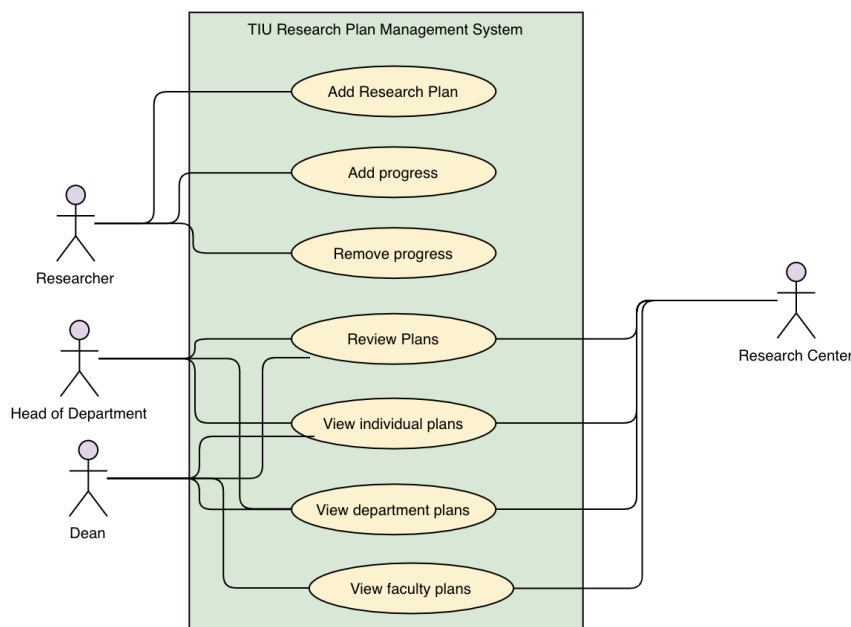 TIU Research Plan Management System
Add Research Plan
Add progress
Remove progress
Researcher
Review Plans
Research Center
Head of Department
View individual plans
View department plans
Dean
View faculty plans